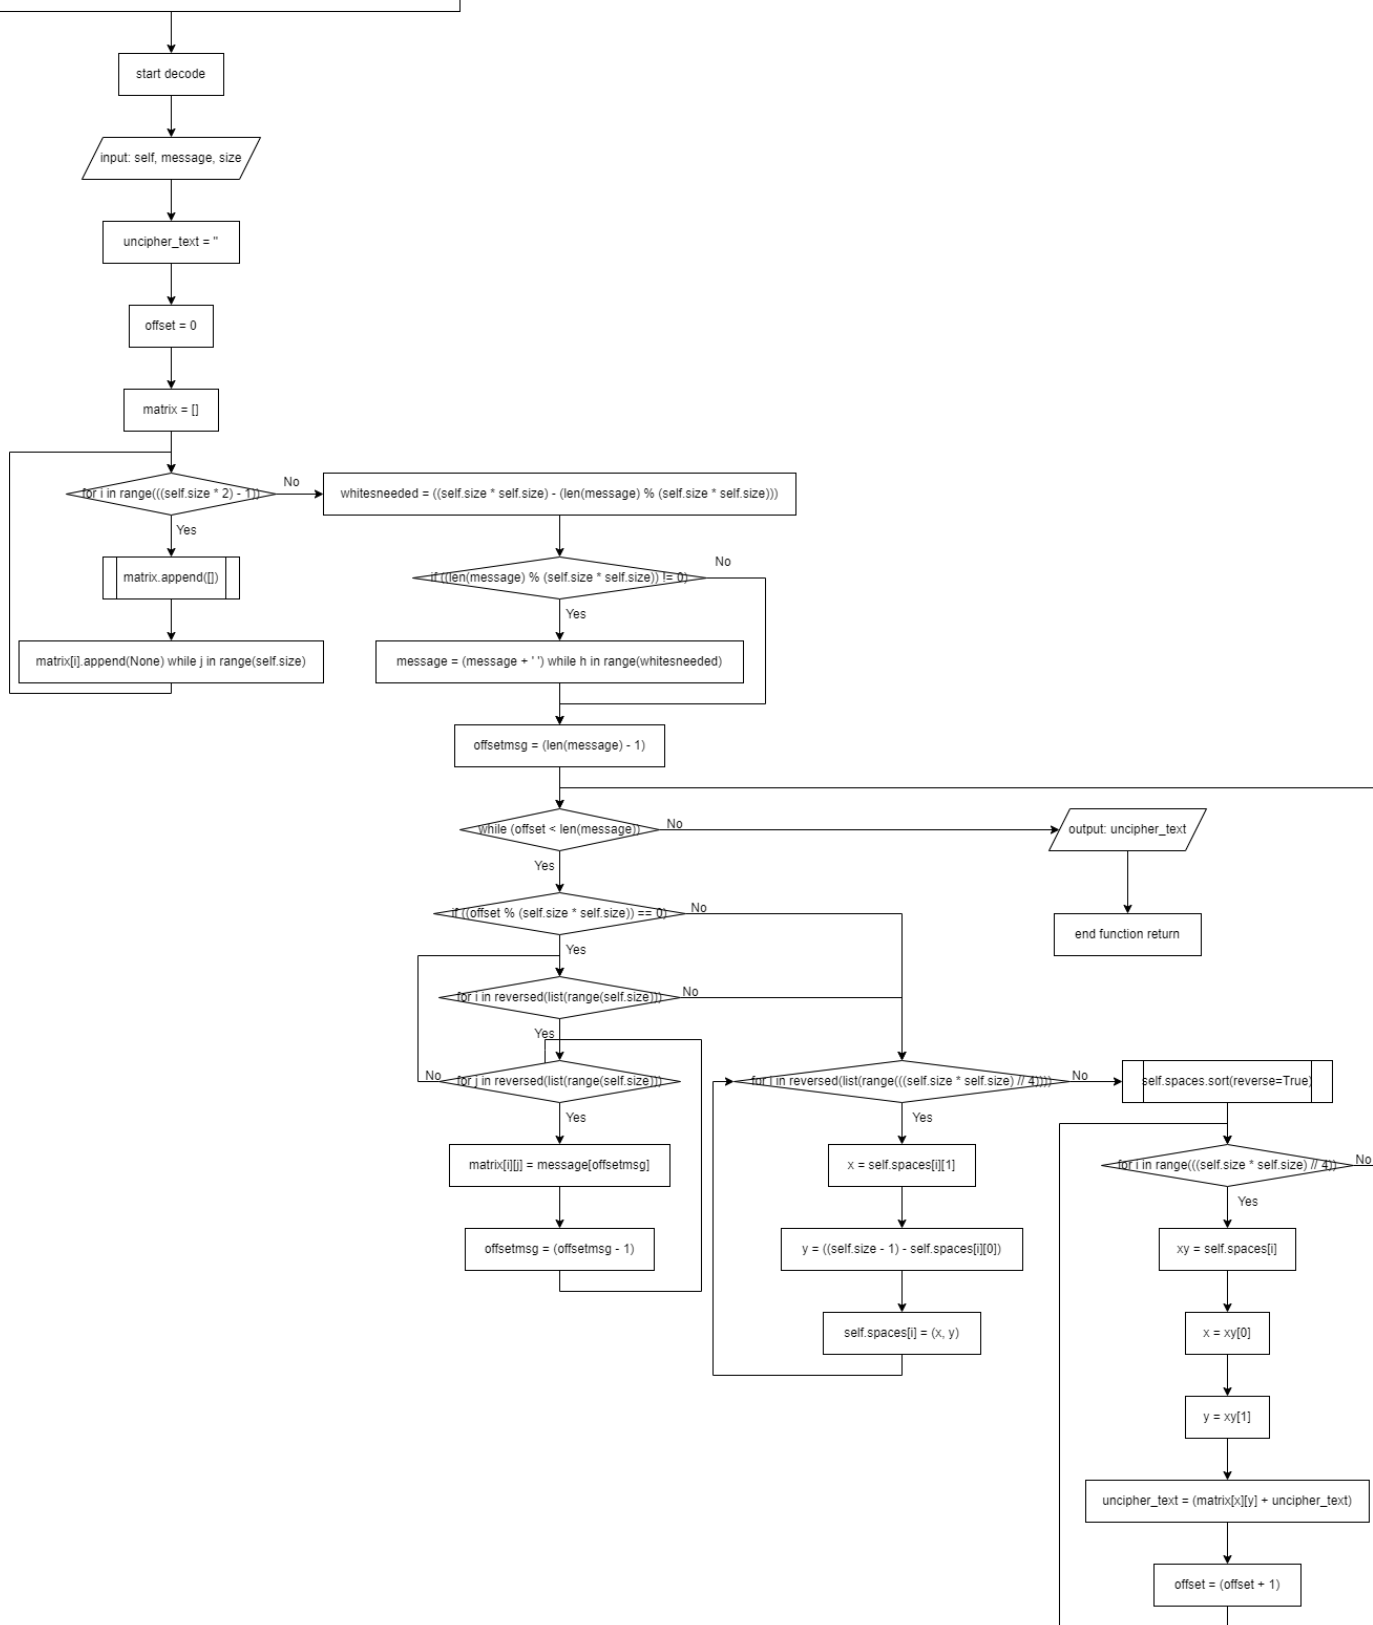 start decode
input: self, message, size
uncipher_text = ''
offset = 0
matrix = []
for i in range(((self.size * 2) - 1))
No
Yes
matrix.append([])
matrix[i].append(None) while j in range(self.size)
whitesneeded = ((self.size * self.size) - (len(message) % (self.size * self.size)))
if ((len(message) % (self.size * self.size)) != 0)
No
Yes
message = (message + ' ') while h in range(whitesneeded)
offsetmsg = (len(message) - 1)
while (offset < len(message))
No
output: uncipher_text
end function return
Yes
if ((offset % (self.size * self.size)) == 0)
No
Yes
for i in reversed(list(range(self.size)))
No
Yes
for j in reversed(list(range(self.size)))
No
Yes
matrix[i][j] = message[offsetmsg]
offsetmsg = (offsetmsg - 1)
for i in reversed(list(range(((self.size * self.size) // 4))))
No
Yes
x = self.spaces[i][1]
y = ((self.size - 1) - self.spaces[i][0])
self.spaces[i] = (x, y)
self.spaces.sort(reverse=True)
for i in range(((self.size * self.size) // 4))
No
Yes
xy = self.spaces[i]
x = xy[0]
y = xy[1]
uncipher_text = (matrix[x][y] + uncipher_text)
offset = (offset + 1)